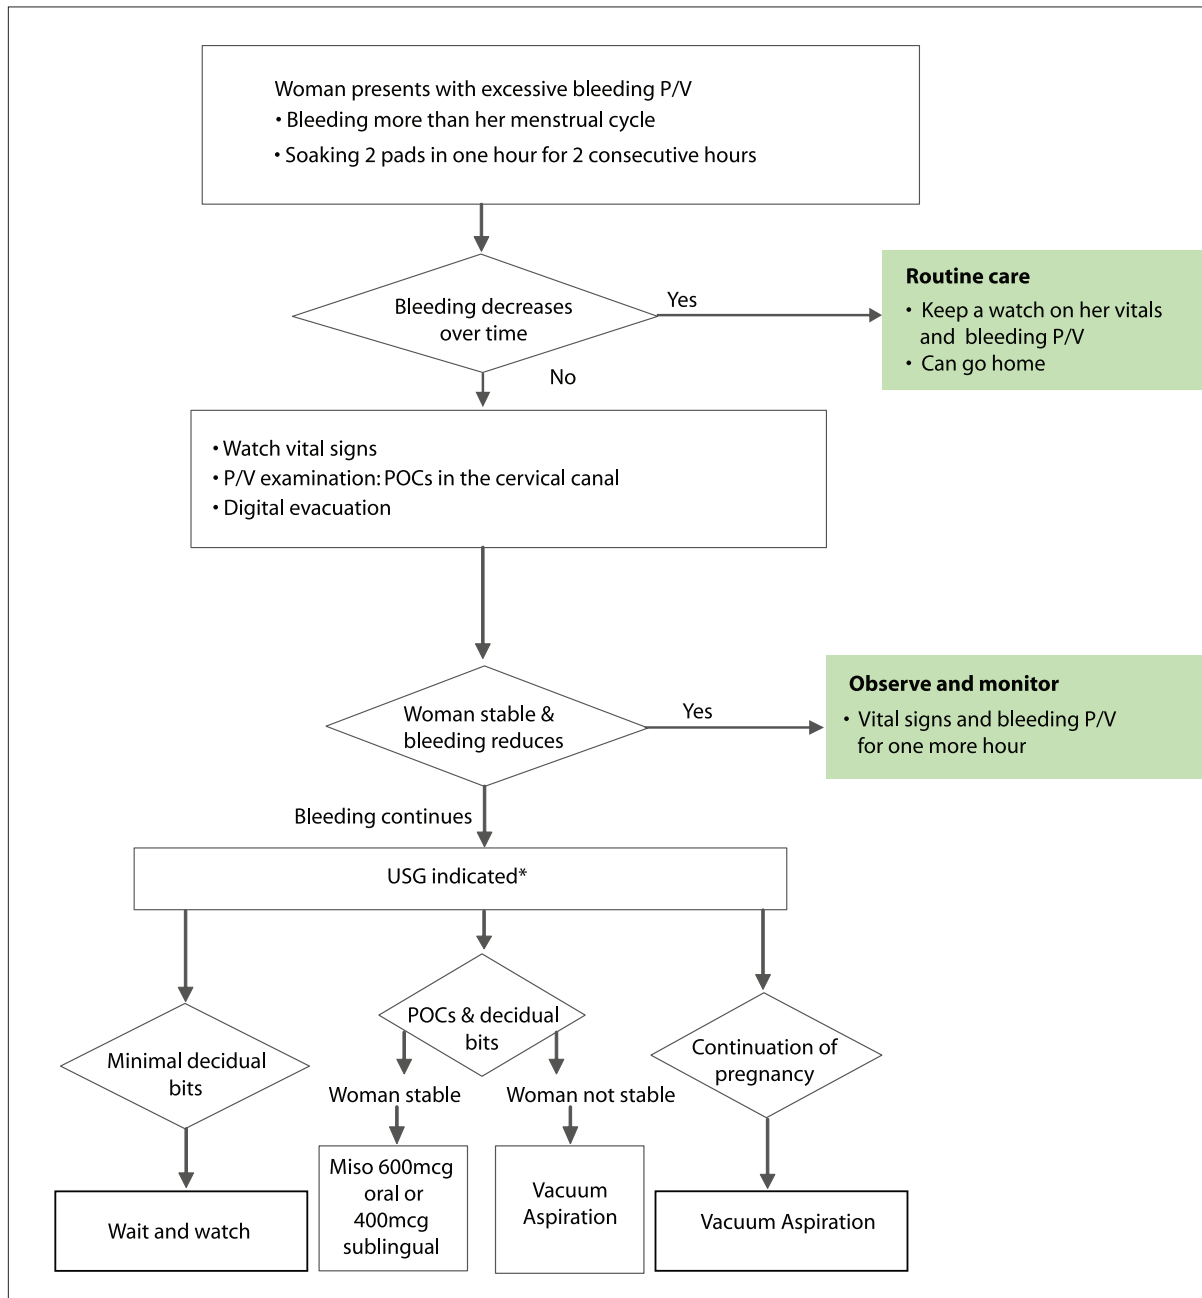 Woman presents with excessive bleeding P/V
• Bleeding more than her menstrual cycle
• Soaking 2 pads in one hour for 2 consecutive hours
Bleeding decreases
over time
Yes
Routine care
• Keep a watch on her vitals
and bleeding P/V
• Can go home
No
• Watch vital signs
• P/V examination: POCs in the cervical canal
• Digital evacuation
Woman stable &
bleeding reduces
Yes
Observe and monitor
• Vital signs and bleeding P/V
for one more hour
Bleeding continues
USG indicated*
Minimal decidual
bits
POCs & decidual
bits
Continuation of
pregnancy
Woman stable
Woman not stable
Wait and watch
Miso 600mcg
oral or
400mcg
sublingual
Vacuum
Aspiration
Vacuum Aspiration